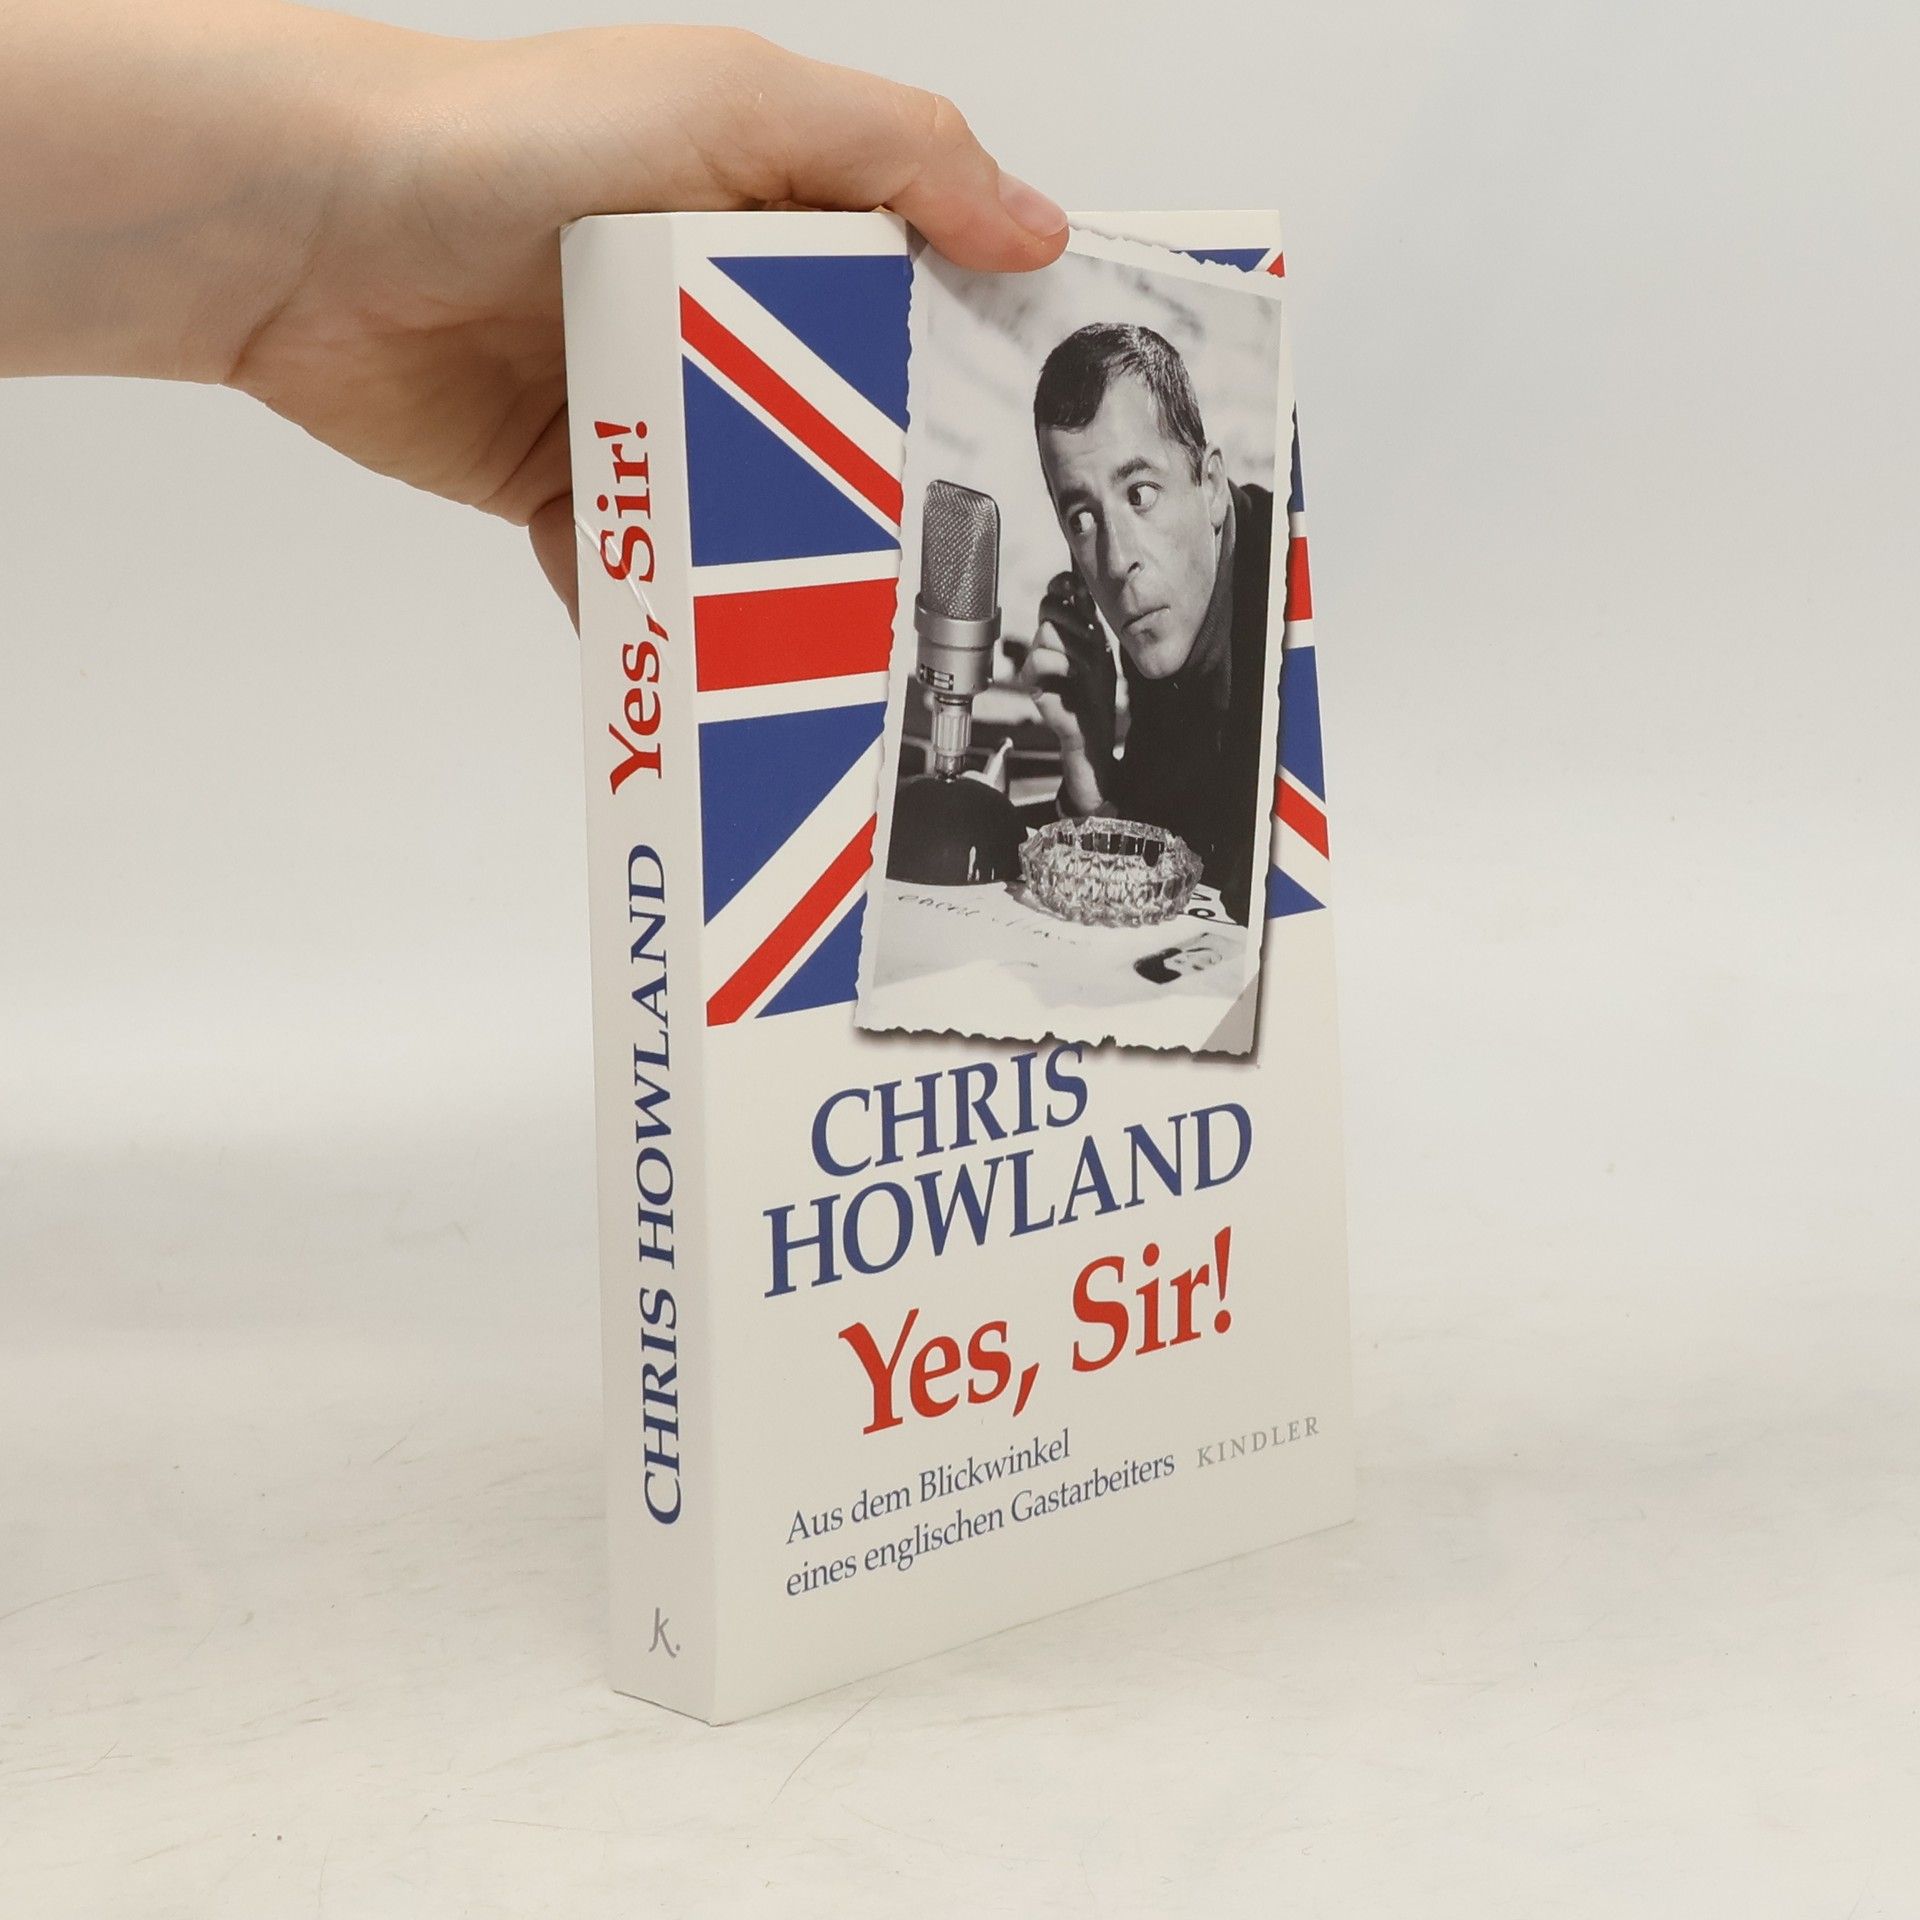 CHRIS HOWLAND Yes, Sir!
K.
CHRIS
HOWLAND
Yes, Sir!
Aus dem Blickwinkel
eines englischen Gastarbeiters
KINDLER